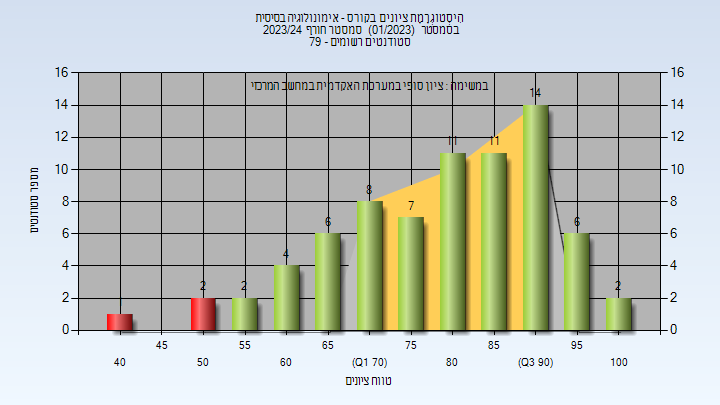 היסטוגרמת ציונים בקורס - אימונולוגיה בסיסית
בסמסטר (01/2023) סמסטר חורף 2023/24
סטודנטים רשומים - 79
במשימה : ציון סופי במערכת האקדמית במחשב המרכזי
מספר סטודנטים
16 16
14 14
12 12
10 10
8 8
6 6
4 4
2 2
0 0
2 2 4 6 8 7 11 11 14 6 2
45 55 65 75 85 95
40 50 60 (Q1 70) 80 (Q3 90) 100
טווח ציונים